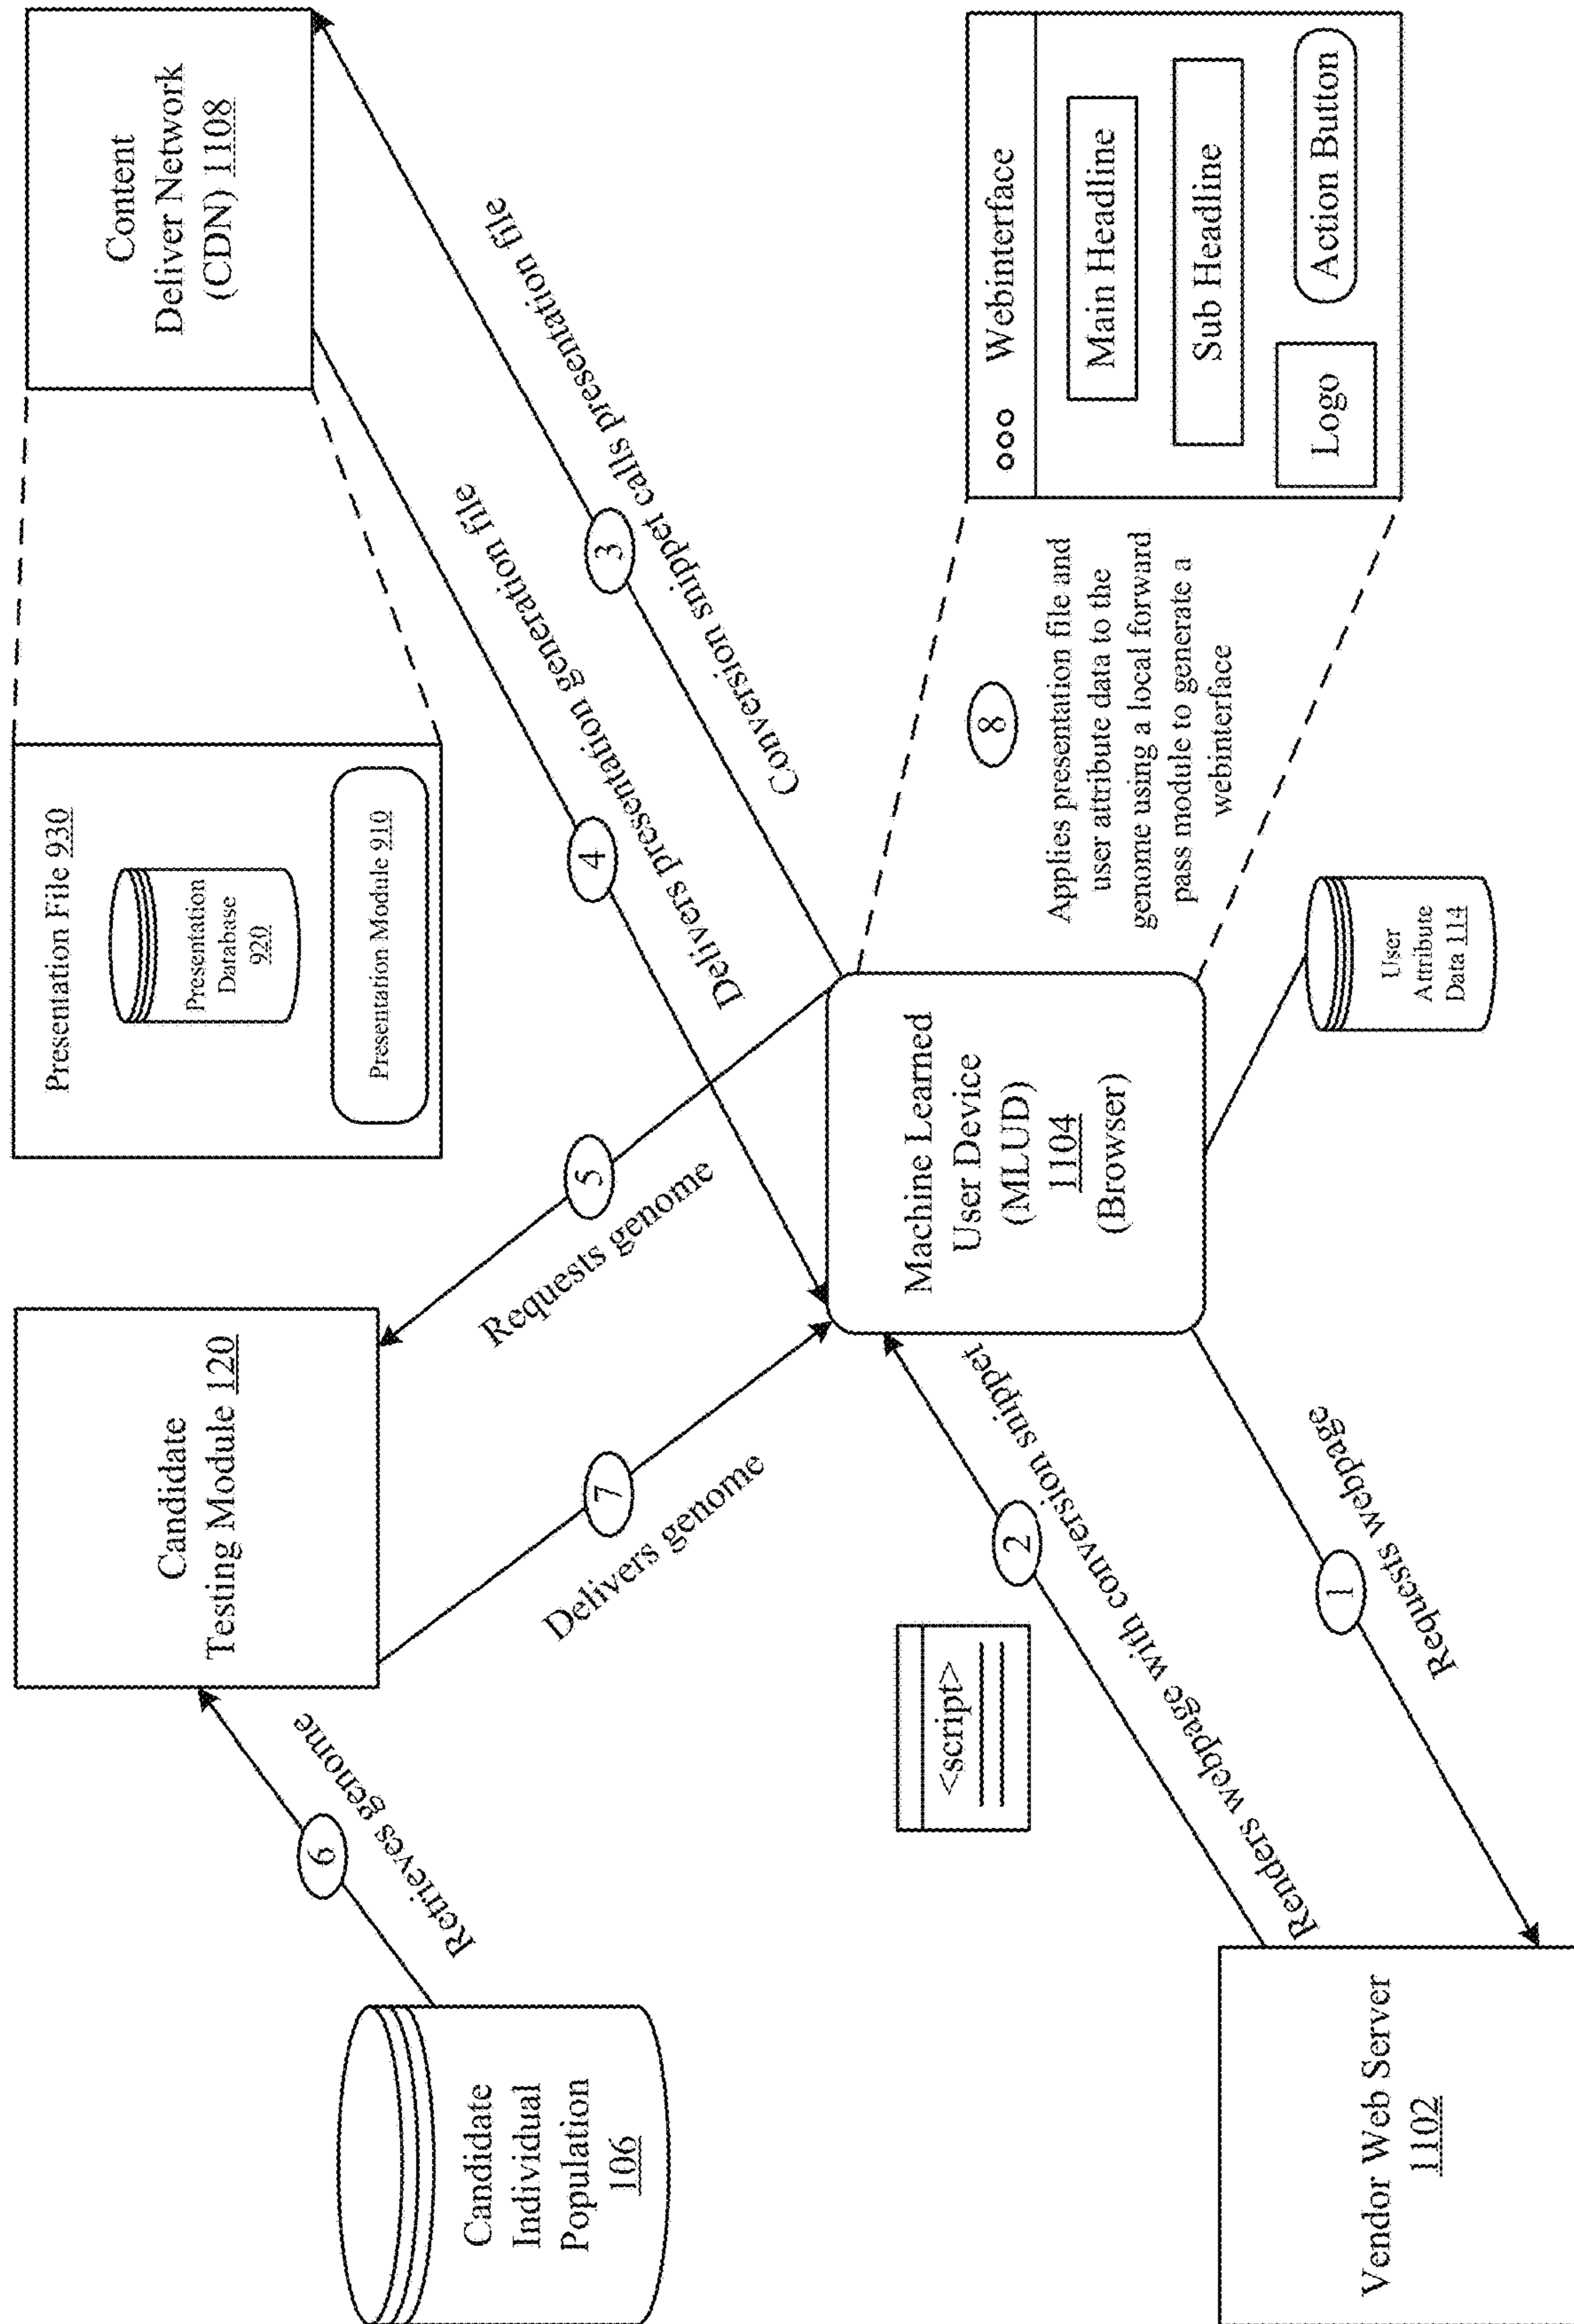 Candidate
Individual
Population
106
6
Retrieves genome
Candidate
Testing Module 120
5
Requests genome
7
Delivers genome
Presentation File 930
Presentation
Database
920
Presentation Module 910
Content
Deliver Network
(CDN) 1108
4
Delivers presentation generation file
3
Conversion snippet calls presentation file
<script>
2
Renders webpage with conversion snippet
1
Requests webpage
Vendor Web Server
1102
Machine Learned
User Device
(MLUD)
1104
(Browser)
User
Attribute
Data 114
8
Applies presentation file and
user attribute data to the
genome using a local forward
pass module to generate a
webinterface
Webinterface
Main Headline
Sub Headline
Logo
Action Button